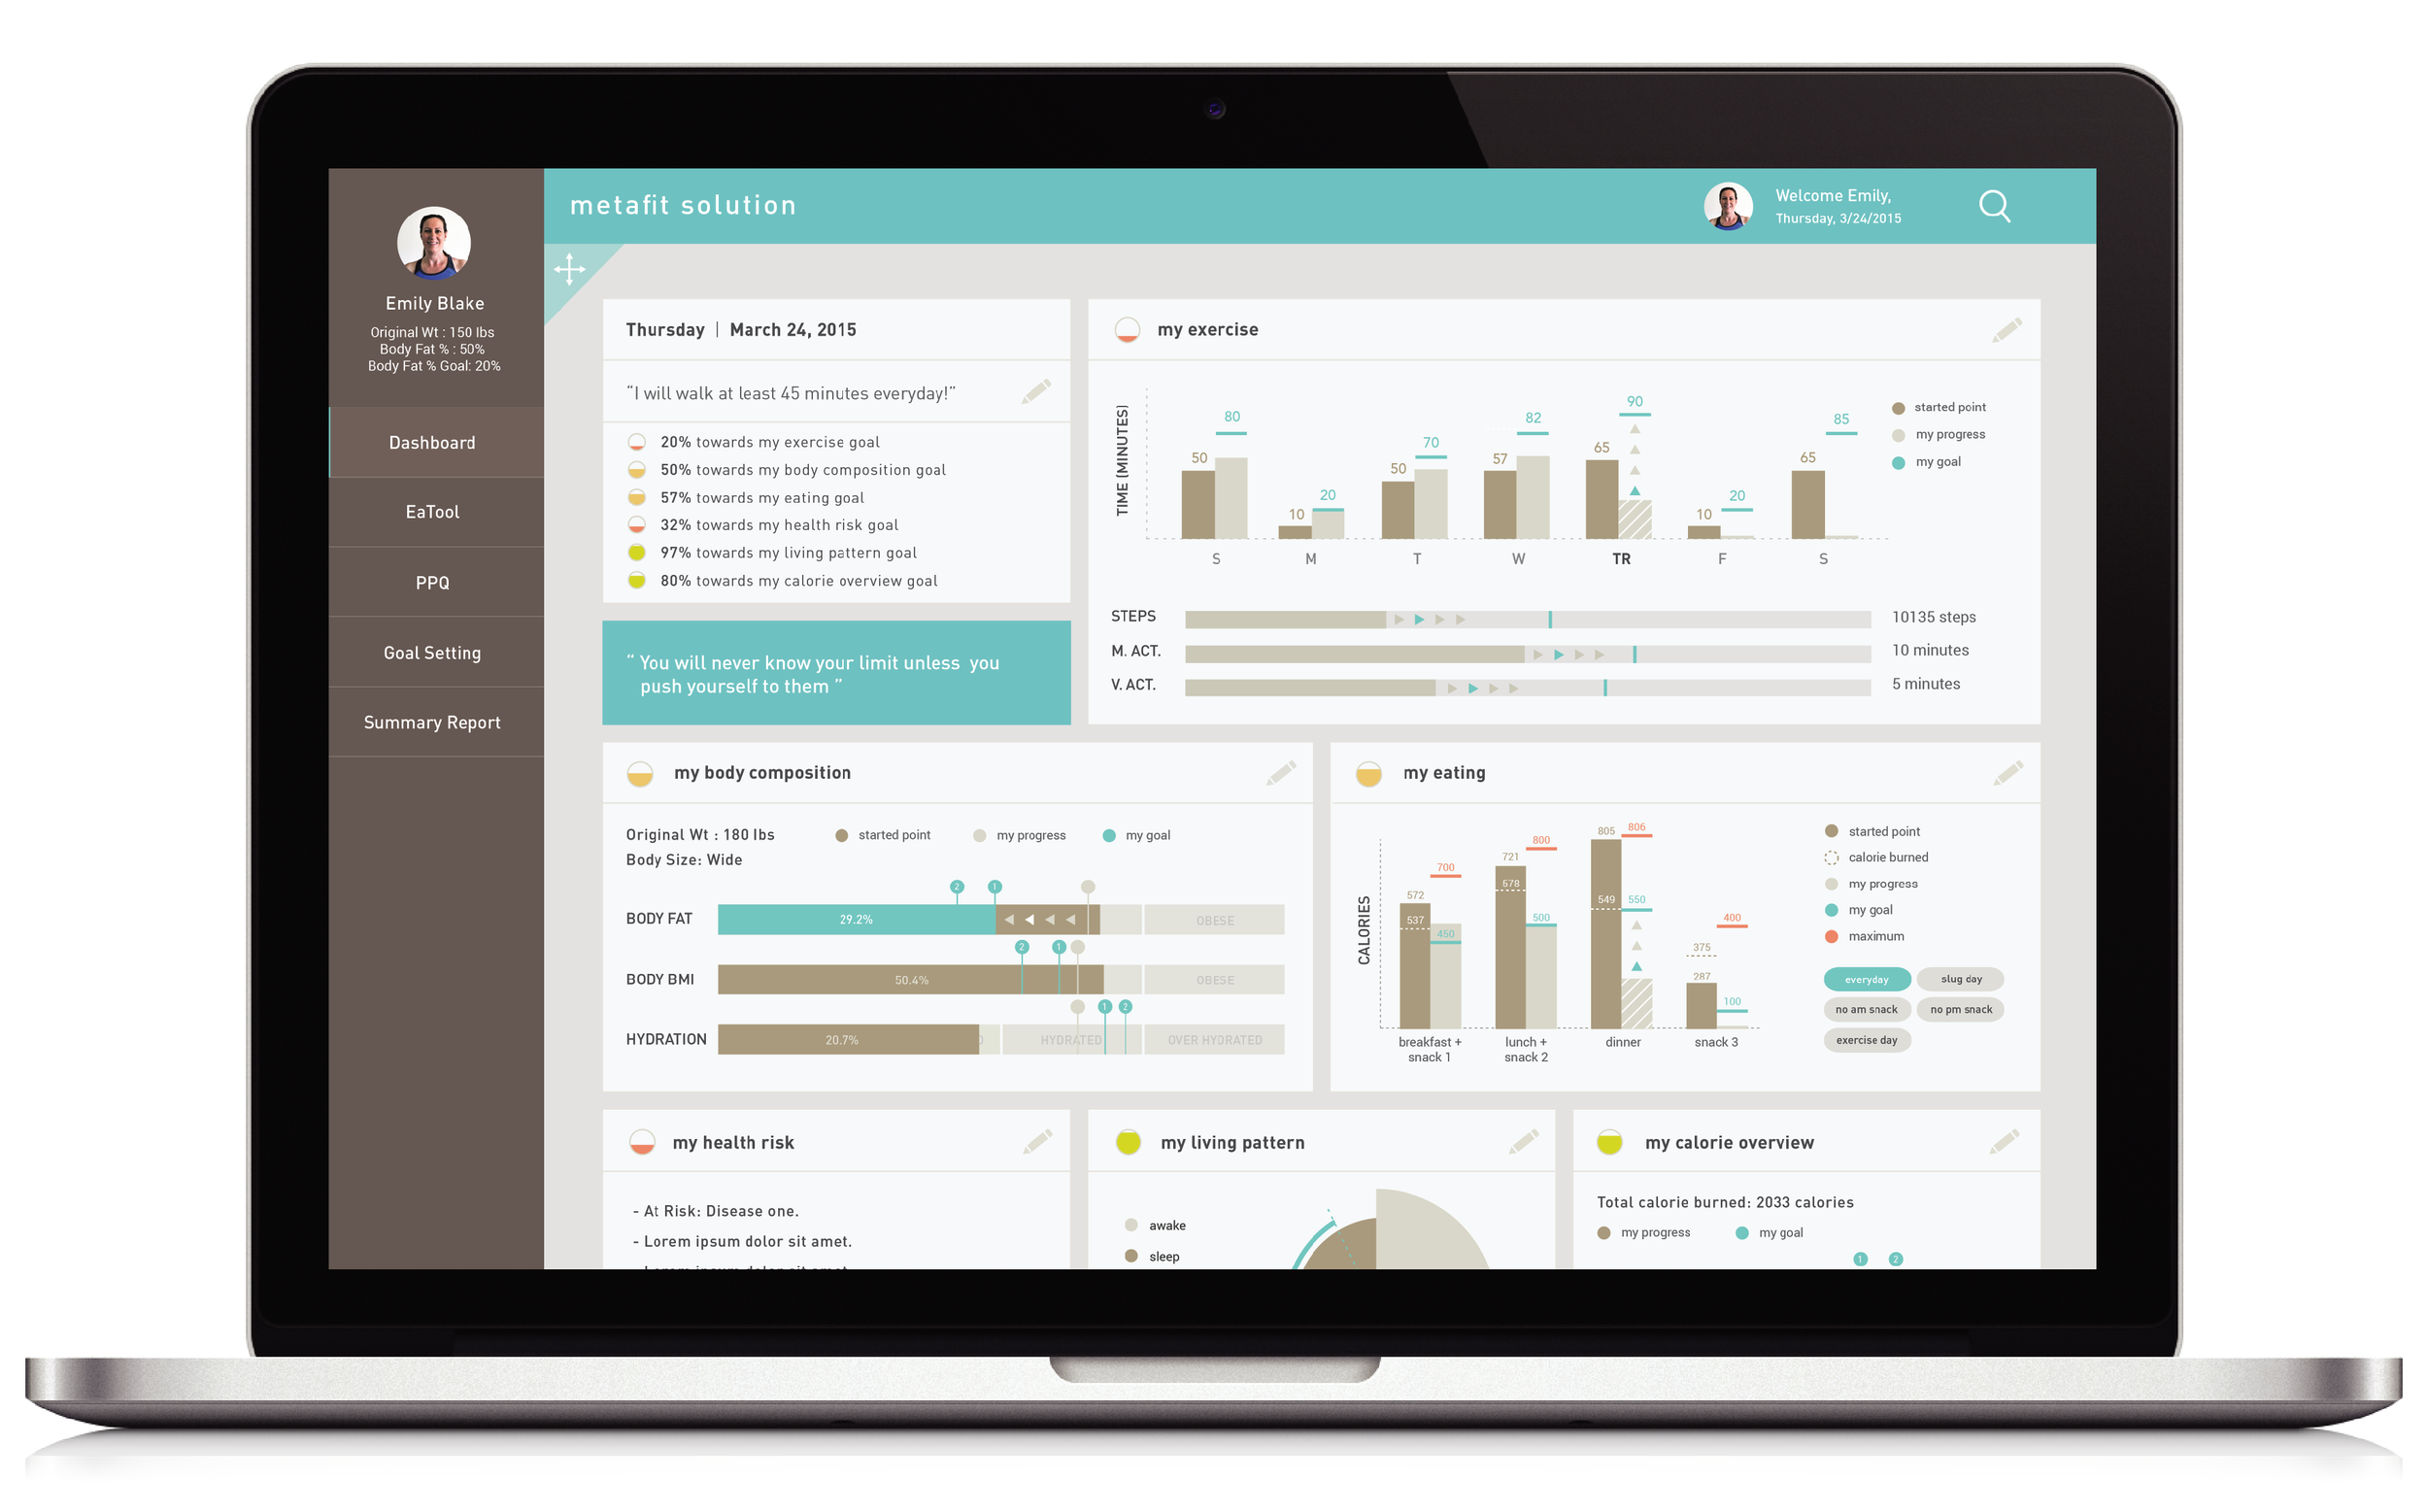 metafit solution
Welcome Emily,
Thursday, 3/24/2015
Emily Blake
Original Wt : 150 lbs
Body Fat % : 50%
Body Fat % Goal: 20%
Dashboard
EaTool
PPQ
Goal Setting
Summary Report
Thursday | March 24, 2015
“I will walk at least 45 minutes everyday!”
20% towards my exercise goal
50% towards my body composition goal
57% towards my eating goal
32% towards my health risk goal
97% towards my living pattern goal
80% towards my calorie overview goal
“ You will never know your limit unless you
push yourself to them ”
my exercise
TIME (MINUTES)
50 80
10 20
50 70
57 82
65 90
10 20
65 85
S M T W TR F S
started point
my progress
my goal
STEPS 10135 steps
M. ACT. 10 minutes
V. ACT. 5 minutes
my body composition
Original Wt : 180 lbs
Body Size: Wide
started point
my progress
my goal
2 1
BODY FAT 29.2% OBESE
2 1
BODY BMI 50.4% OBESE
1 2
HYDRATION 20.7% D HYDRATED OVER HYDRATED
my eating
CALORIES
572 537 700 450
721 578 800 500
805 549 806 550
375 287 400 100
breakfast +
snack 1
lunch +
snack 2
dinner
snack 3
started point
calorie burned
my progress
my goal
maximum
everyday slug day
no am snack no pm snack
exercise day
my health risk
- At Risk: Disease one.
- Lorem ipsum dolor sit amet.
my living pattern
awake
sleep
my calorie overview
Total calorie burned: 2033 calories
my progress
my goal
1 2